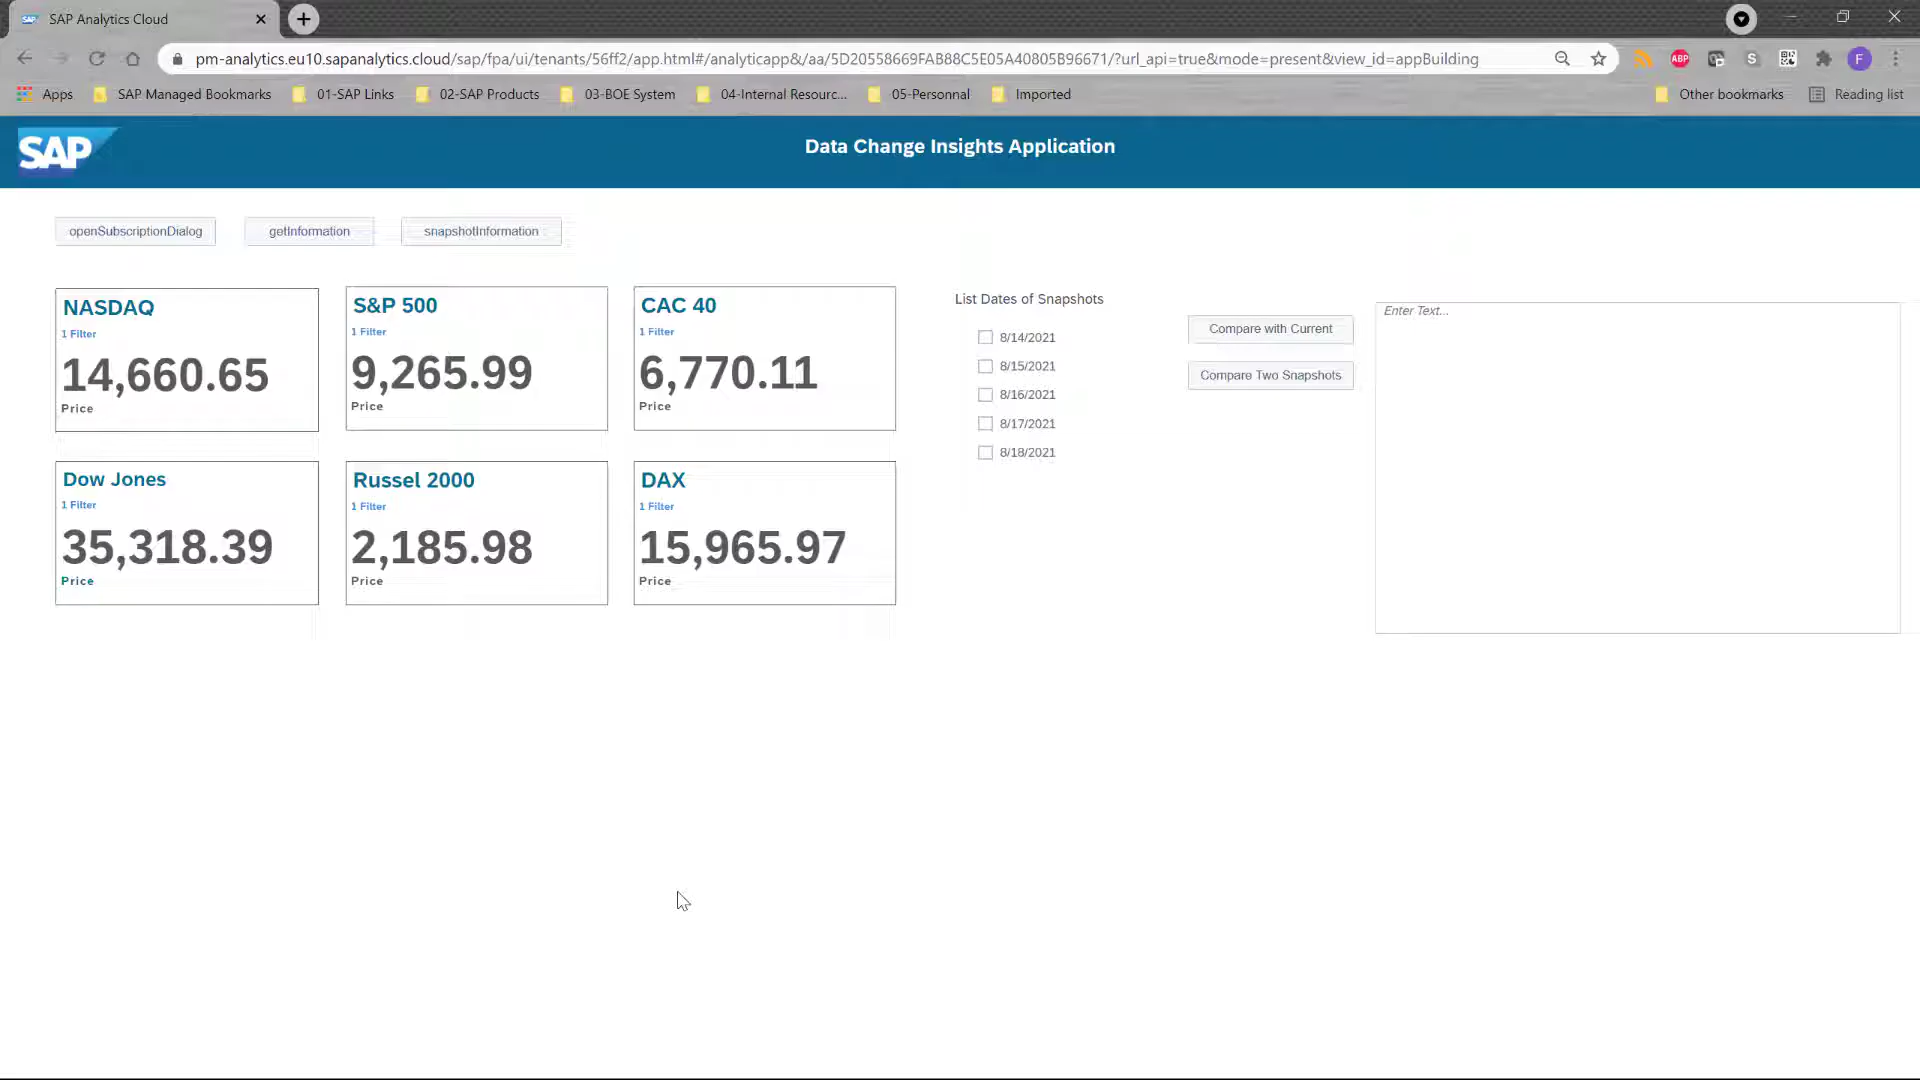 SAP Analytics Cloud
pm-analytics.eu10.sapanalytics.cloud/sap/fpa/ui/tenants/56ff2/app.html#/analyticapp&/aa/5D20558669FAB88C5E05A40805B96671/?url_api=true&mode=present&view_id=appBuilding
ABP
S
F
Apps
SAP Managed Bookmarks
01-SAP Links
02-SAP Products
03-BOE System
04-Internal Resourc...
05-Personnal
Imported
Other bookmarks
Reading list
SAP
Data Change Insights Application
openSubscriptionDialog
getInformation
snapshotInformation
NASDAQ
1 Filter
14,660.65
Price
S&P 500
1 Filter
9,265.99
Price
CAC 40
1 Filter
6,770.11
Price
Dow Jones
1 Filter
35,318.39
Price
Russel 2000
1 Filter
2,185.98
Price
DAX
1 Filter
15,965.97
Price
List Dates of Snapshots
8/14/2021
8/15/2021
8/16/2021
8/17/2021
8/18/2021
Compare with Current
Compare Two Snapshots
Enter Text...